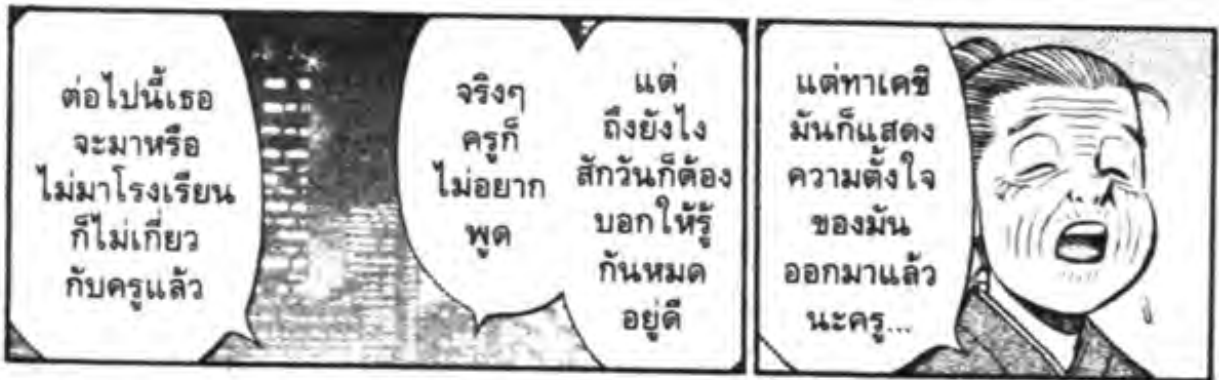 แต่ทาเคชิ
มันก็แสดง
ความตั้งใจ
ของมัน
ออกมาแล้ว
นะครู...
แต่
ถึงยังไง
สักวันก็ต้อง
บอกให้รู้
กันหมด
อยู่ดี
จริงๆ
ครูก็
ไม่อยาก
พูด
ต่อไปนี้เธอ
จะมาหรือ
ไม่มาโรงเรียน
ก็ไม่เกี่ยว
กับครูแล้ว